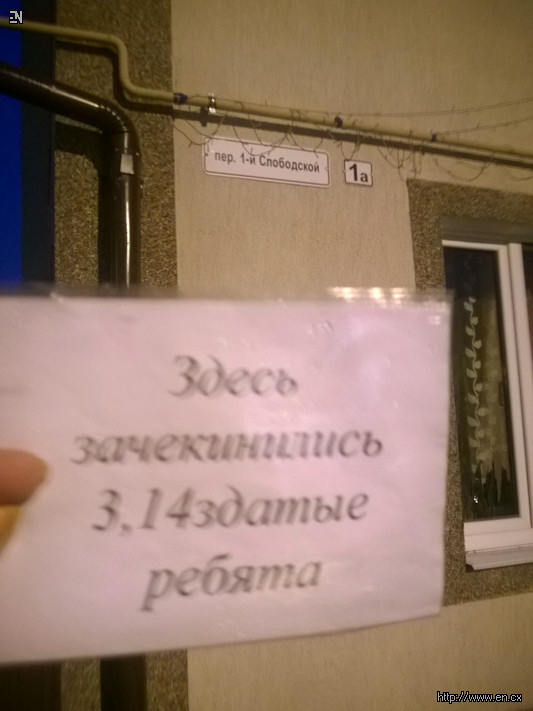 EN
пер. 1-й Слободской
1а
Здесь
зачекинились
3,14здатые
ребята
http://www.en.cx